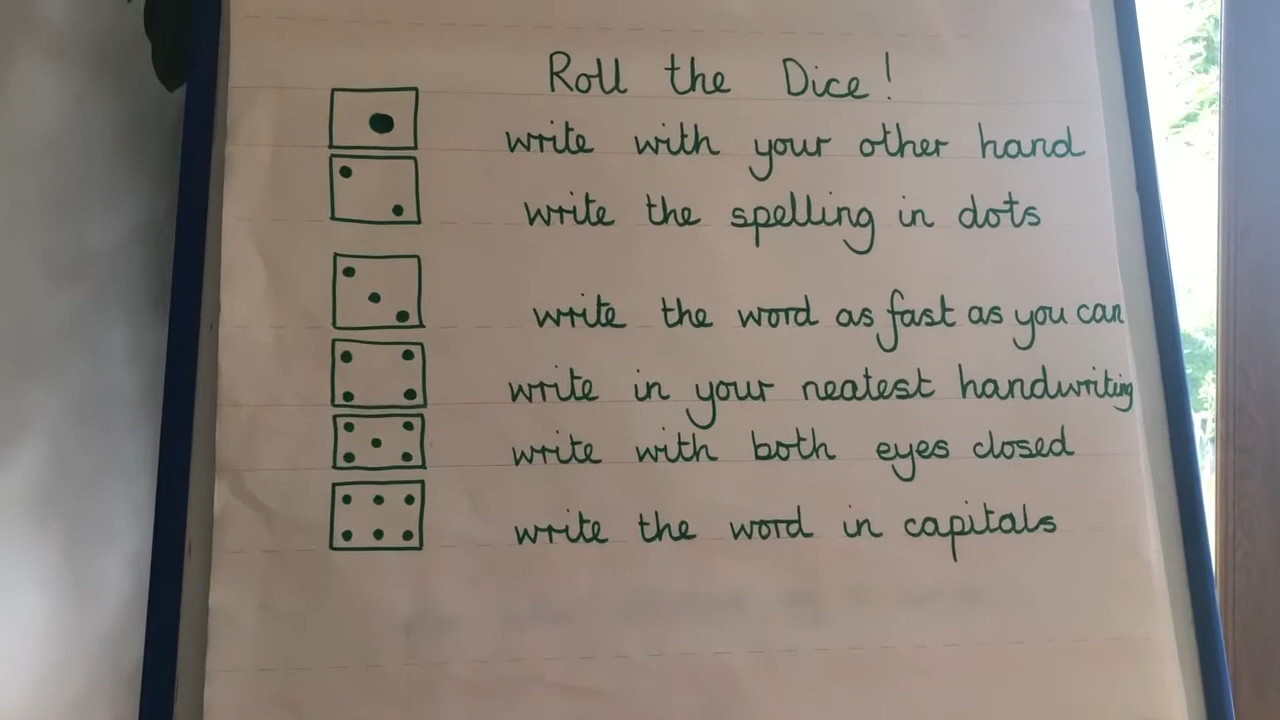 Roll the Dice!
write with your other hand
write the spelling in dots
write the word as fast as you can
write in your neatest handwriting
write with both eyes closed
write the word in capitals